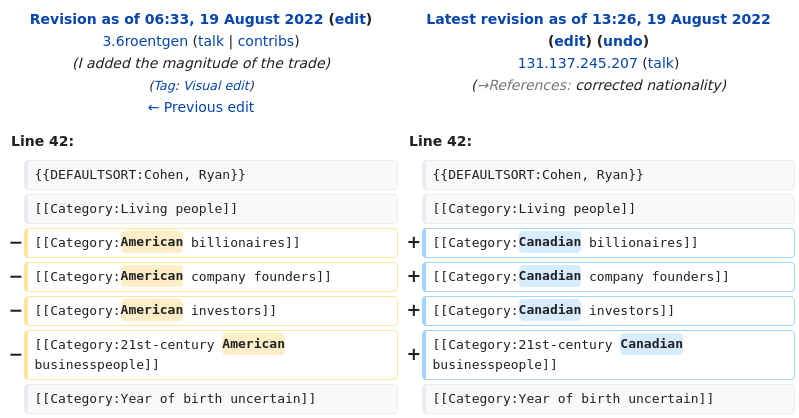 Revision as of 06:33, 19 August 2022 (edit)
3.6roentgen (talk | contribs)
(I added the magnitude of the trade)
(Tag: Visual edit)
← Previous edit
Latest revision as of 13:26, 19 August 2022
(edit) (undo)
131.137.245.207 (talk)
(→References: corrected nationality)
Line 42:
Line 42:
{{DEFAULTSORT:Cohen, Ryan}}
{{DEFAULTSORT:Cohen, Ryan}}
[[Category:Living people]]
[[Category:Living people]]
− [[Category:American billionaires]]
+ [[Category:Canadian billionaires]]
− [[Category:American company founders]]
+ [[Category:Canadian company founders]]
− [[Category:American investors]]
+ [[Category:Canadian investors]]
− [[Category:21st-century American
businesspeople]]
+ [[Category:21st-century Canadian
businesspeople]]
[[Category:Year of birth uncertain]]
[[Category:Year of birth uncertain]]